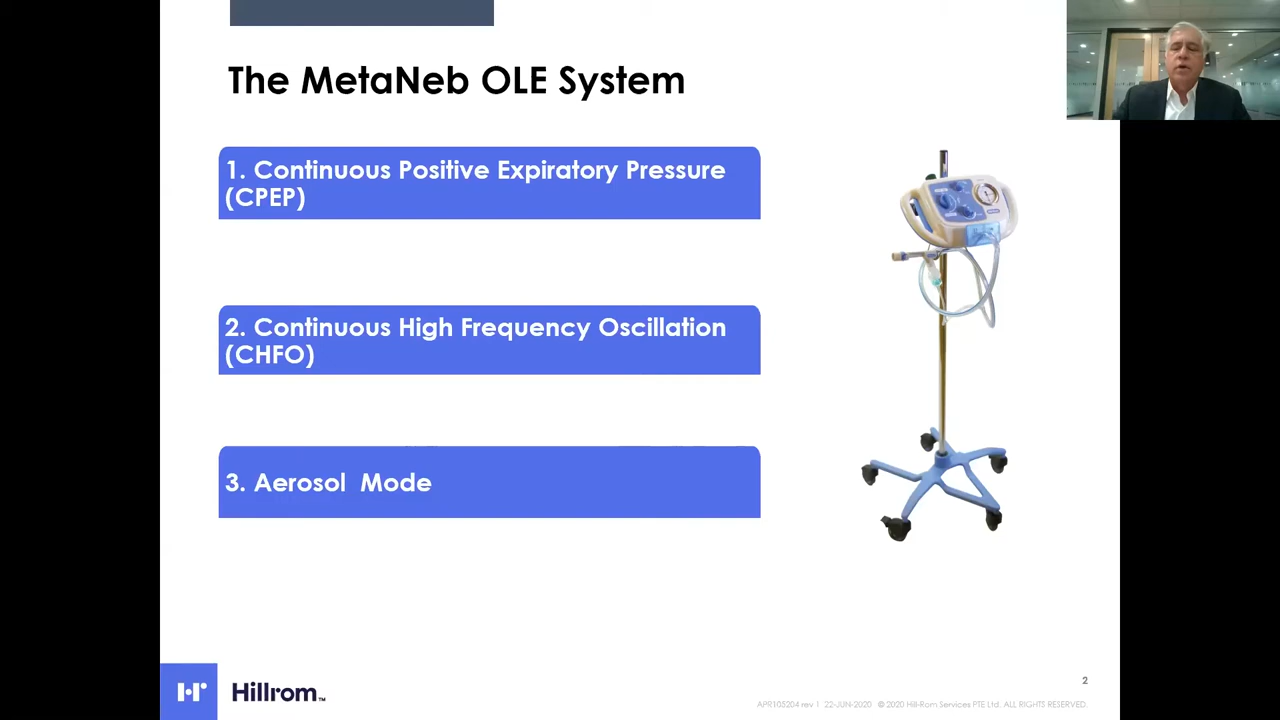 The MetaNeb OLE System
1. Continuous Positive Expiratory Pressure
(CPEP)
2. Continuous High Frequency Oscillation
(CHFO)
3. Aerosol  Mode
Hillrom™
2
APR105204 rev 1  22-JUN-2020  © 2020 Hill-Rom Services PTE Ltd. ALL RIGHTS RESERVED.